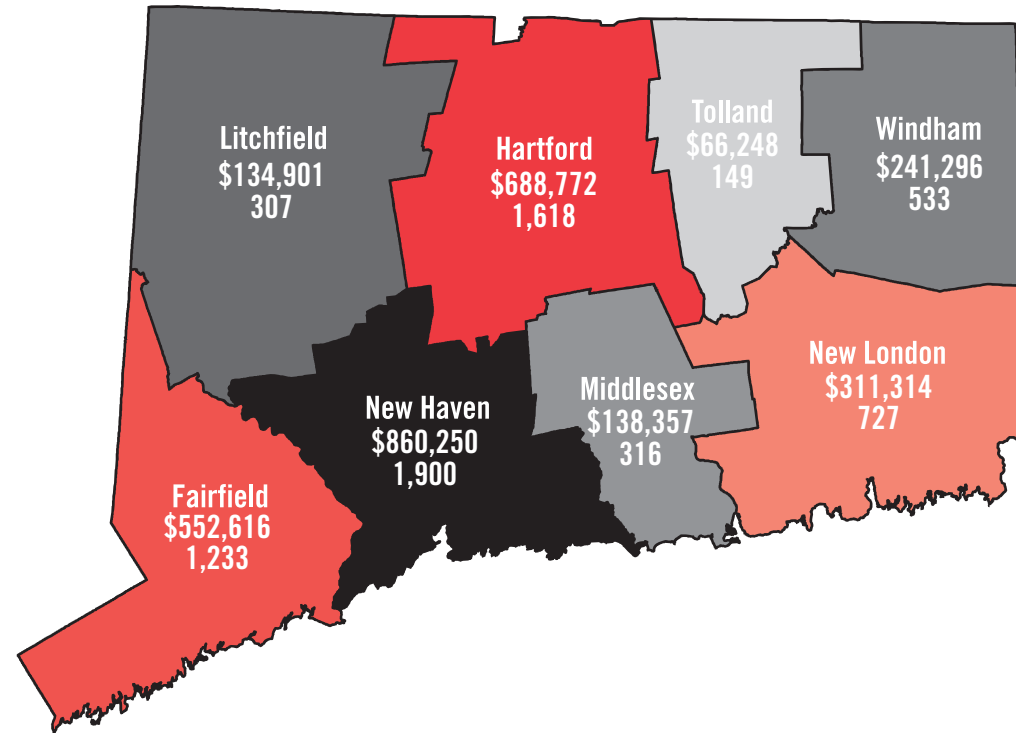 Litchfield
$134,901
307
Hartford
$688,772
1,618
Tolland
$66,248
149
Windham
$241,296
533
New London
$311,314
727
Middlesex
$138,357
316
New Haven
$860,250
1,900
Fairfield
$552,616
1,233